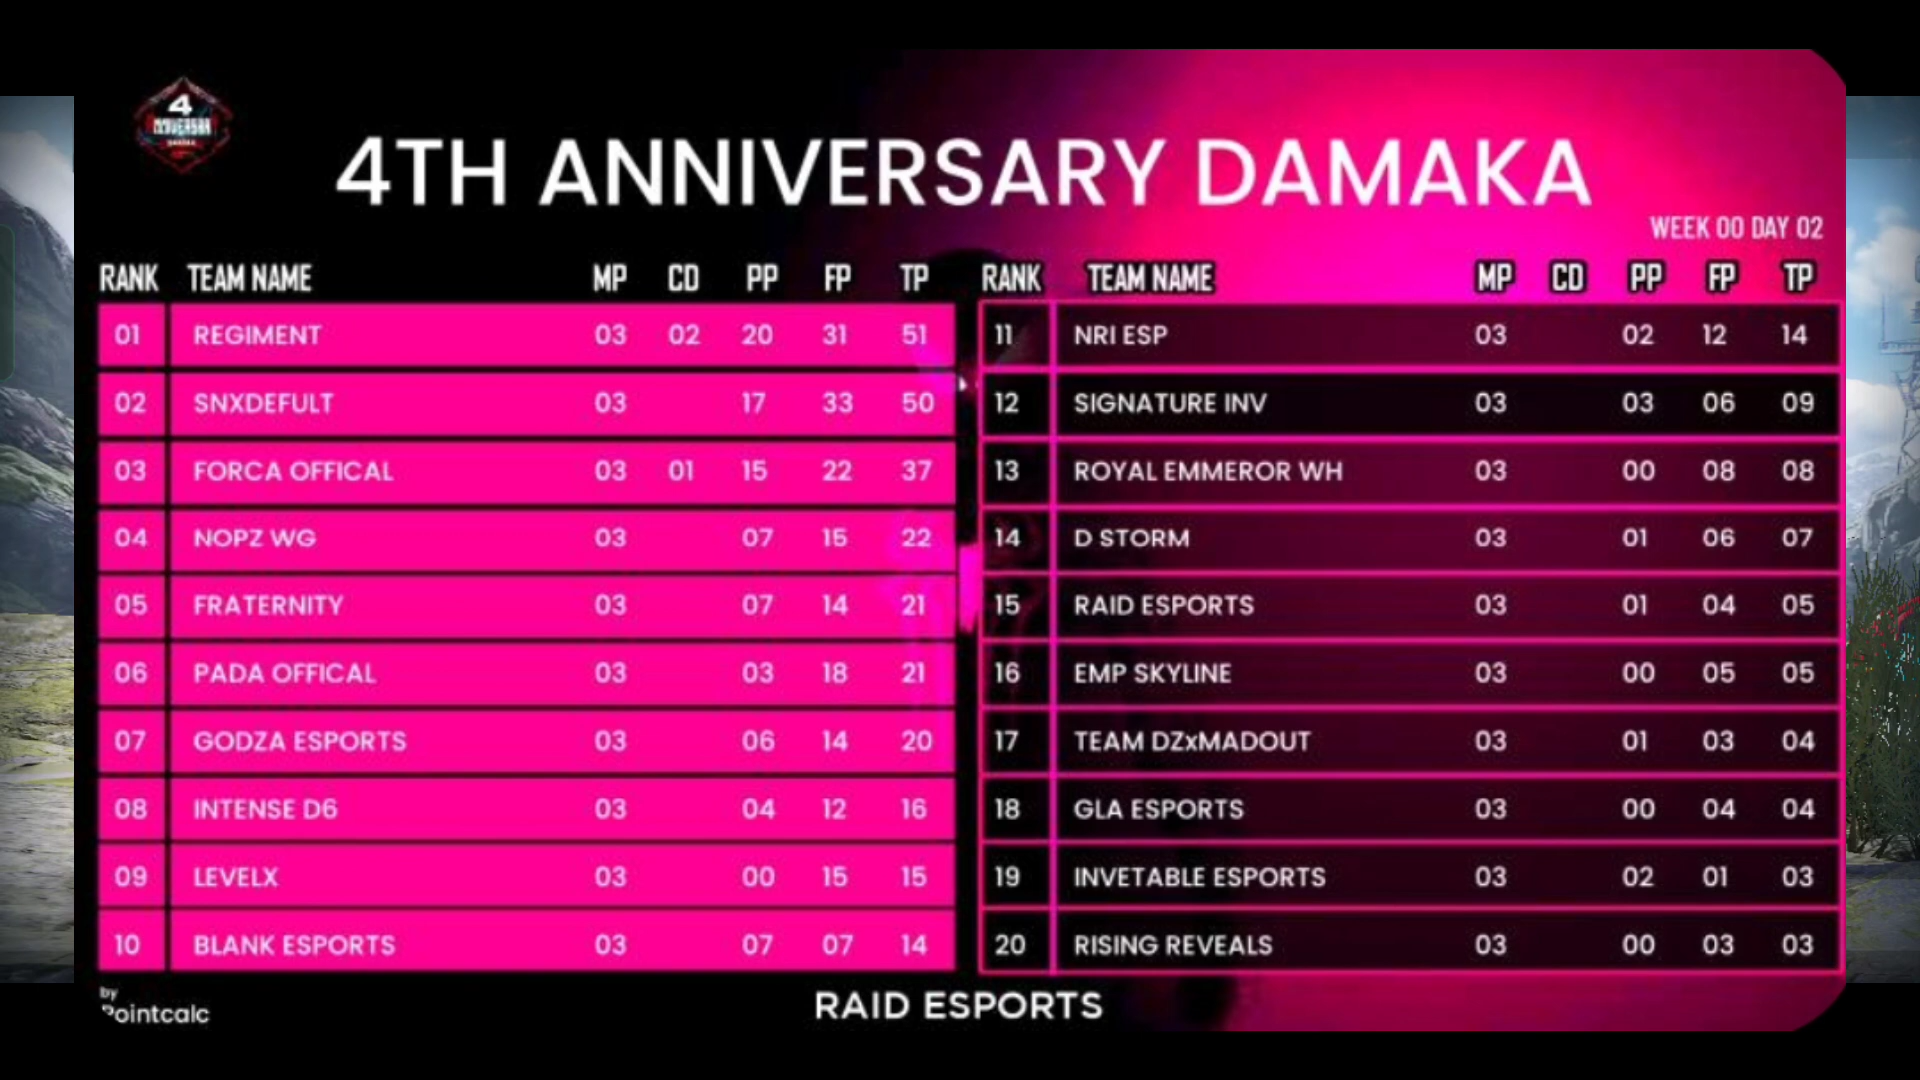 4
4TH ANNIVERSARY DAMAKA
WEEK 00 DAY 02
RANK TEAM NAME MP CD PP FP TP
01 REGIMENT 03 02 20 31 51
02 SNXDEFULT 03 17 33 50
03 FORCA OFFICAL 03 01 15 22 37
04 NOPZ WG 03 07 15 22
05 FRATERNITY 03 07 14 21
06 PADA OFFICAL 03 03 18 21
07 GODZA ESPORTS 03 06 14 20
08 INTENSE D6 03 04 12 16
09 LEVELX 03 00 15 15
10 BLANK ESPORTS 03 07 07 14
RANK TEAM NAME MP CD PP FP TP
11 NRI ESP 03 02 12 14
12 SIGNATURE INV 03 03 06 09
13 ROYAL EMMEROR WH 03 00 08 08
14 D STORM 03 01 06 07
15 RAID ESPORTS 03 01 04 05
16 EMP SKYLINE 03 00 05 05
17 TEAM DZxMADOUT 03 01 03 04
18 GLA ESPORTS 03 00 04 04
19 INVETABLE ESPORTS 03 02 01 03
20 RISING REVEALS 03 00 03 03
by
Pointcalc
RAID ESPORTS